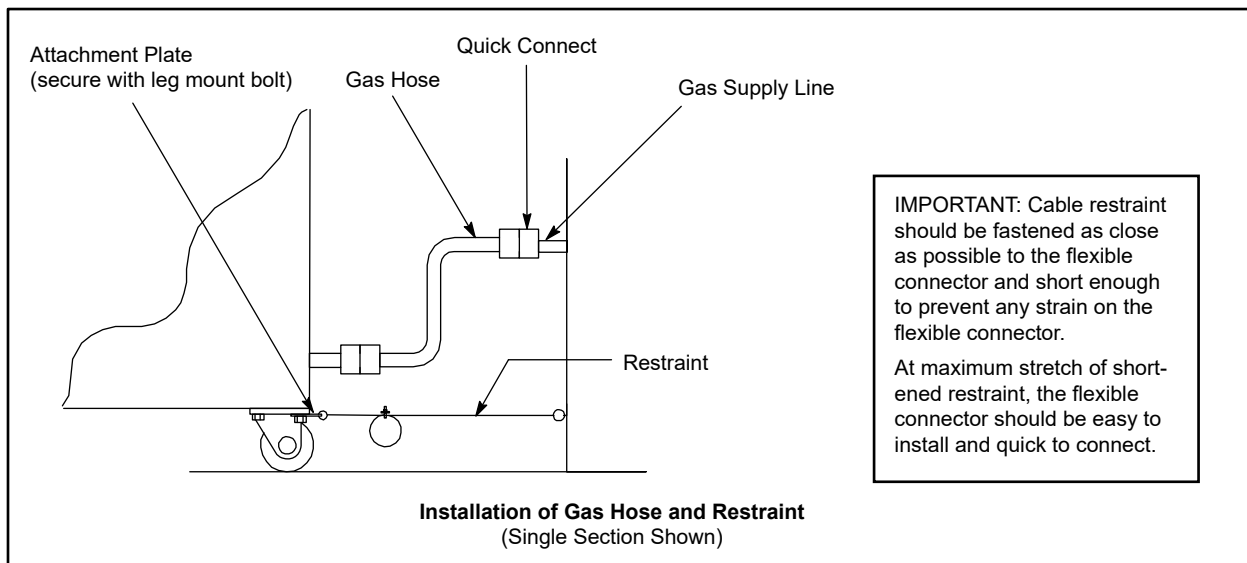 Attachment Plate
(secure with leg mount bolt)
Gas Hose
Quick Connect
Gas Supply Line
Restraint
IMPORTANT: Cable restraint
should be fastened as close
as possible to the flexible
connector and short enough
to prevent any strain on the
flexible connector.
At maximum stretch of short-
ened restraint, the flexible
connector should be easy to
install and quick to connect.
Installation of Gas Hose and Restraint
(Single Section Shown)